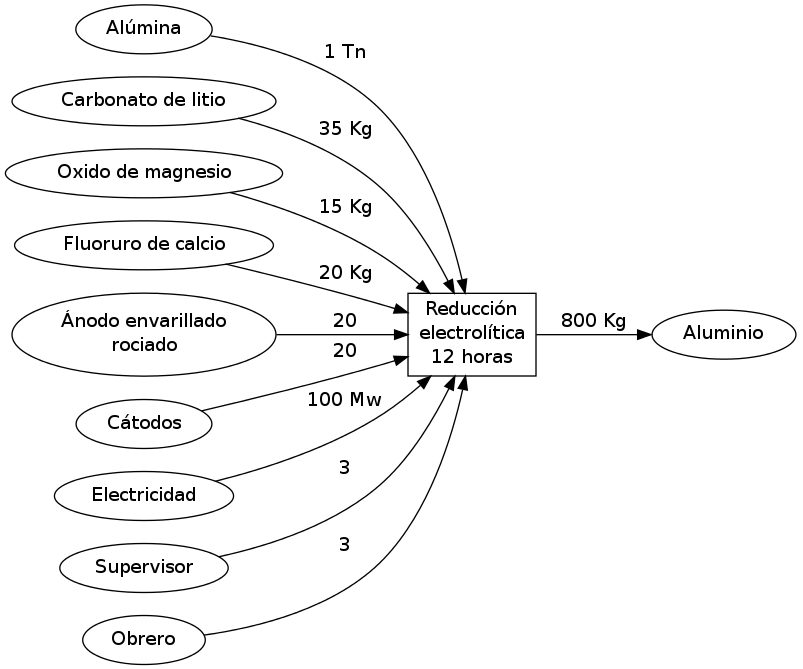 Alúmina
1 Tn
Carbonato de litio
35 Kg
Oxido de magnesio
15 Kg
Fluoruro de calcio
20 Kg
Ánodo envarillado
rociado
20
Cátodos
20
Electricidad
100 Mw
Supervisor
3
Obrero
3
Reducción
electrolítica
12 horas
800 Kg
Aluminio